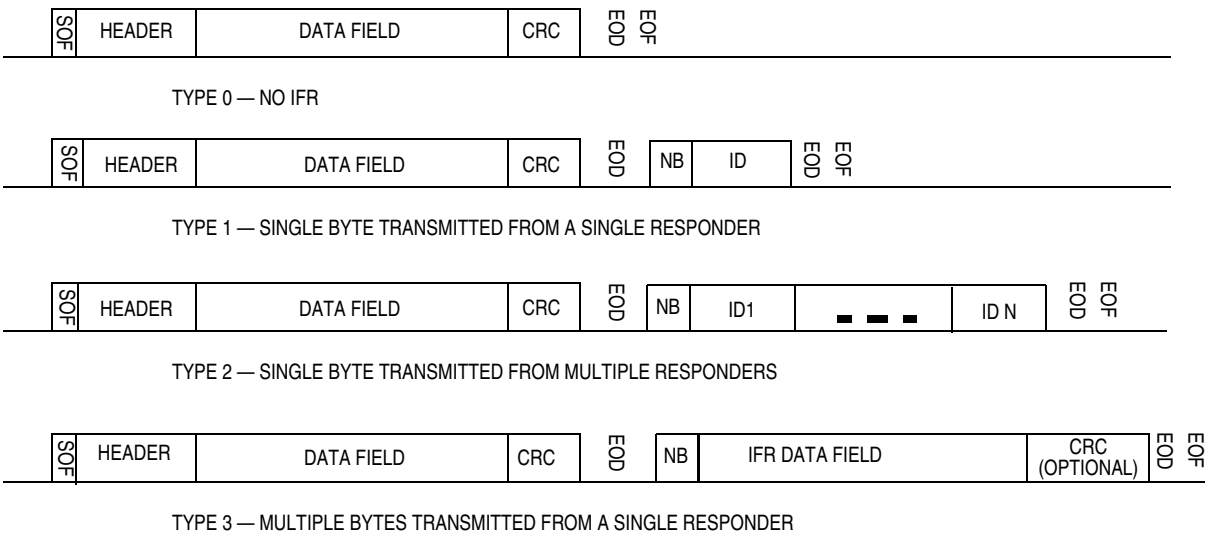 SOF HEADER DATA FIELD CRC EOD EOF
TYPE 0 — NO IFR
SOF HEADER DATA FIELD CRC EOD NB ID EOD EOF
TYPE 1 — SINGLE BYTE TRANSMITTED FROM A SINGLE RESPONDER
SOF HEADER DATA FIELD CRC EOD NB ID1 ID N EOD EOF
TYPE 2 — SINGLE BYTE TRANSMITTED FROM MULTIPLE RESPONDERS
SOF HEADER DATA FIELD CRC EOD NB IFR DATA FIELD CRC (OPTIONAL) EOD EOF
TYPE 3 — MULTIPLE BYTES TRANSMITTED FROM A SINGLE RESPONDER